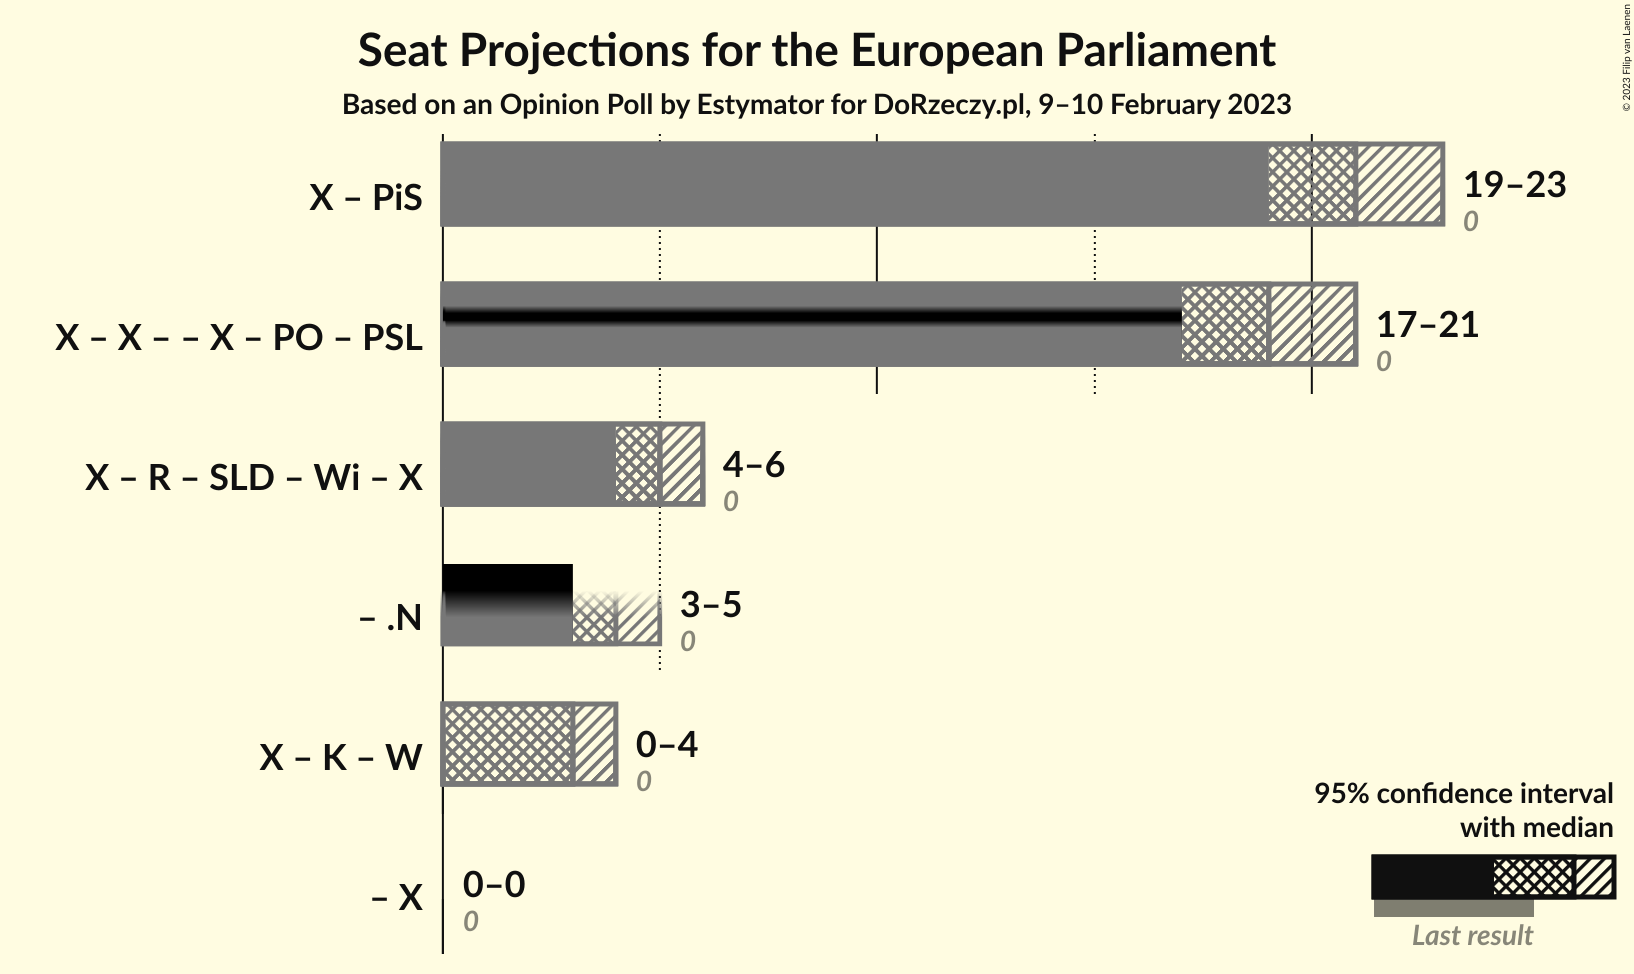 Seat Projections for the European Parliament
Based on an Opinion Poll by Estymator for DoRzeczy.pl, 9–10 February 2023
© 2023 Filip van Laenen
X – PiS
19–23
0
X – X – – X – PO – PSL
17–21
0
X – R – SLD – Wi – X
4–6
0
– .N
3–5
0
X – K – W
0–4
0
– X
0–0
0
95% confidence interval
with median
Last result